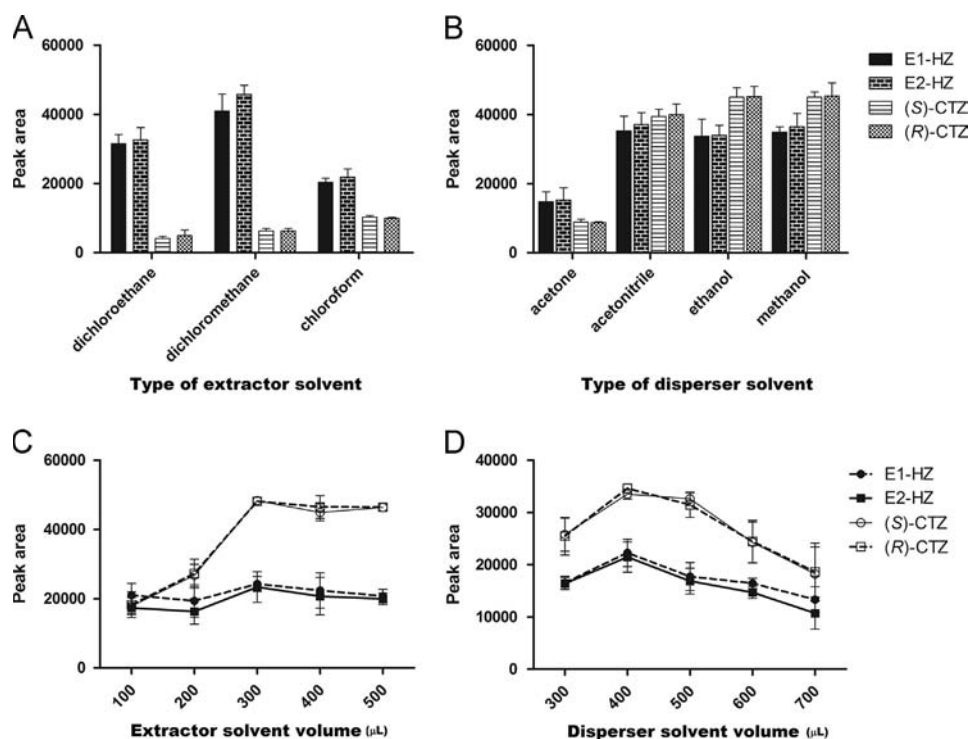 A
60000
40000
20000
0
Peak area
dichloroethane
dichloromethane
chloroform
Type of extractor solvent
B
60000
40000
20000
0
Peak area
acetone
acetonitrile
ethanol
methanol
Type of disperser solvent
E1-HZ
E2-HZ
(S)-CTZ
(R)-CTZ
C
60000
40000
20000
0
Peak area
100
200
300
400
500
Extractor solvent volume (μL)
D
40000
30000
20000
10000
0
Peak area
300
400
500
600
700
Disperser solvent volume (μL)
E1-HZ
E2-HZ
(S)-CTZ
(R)-CTZ